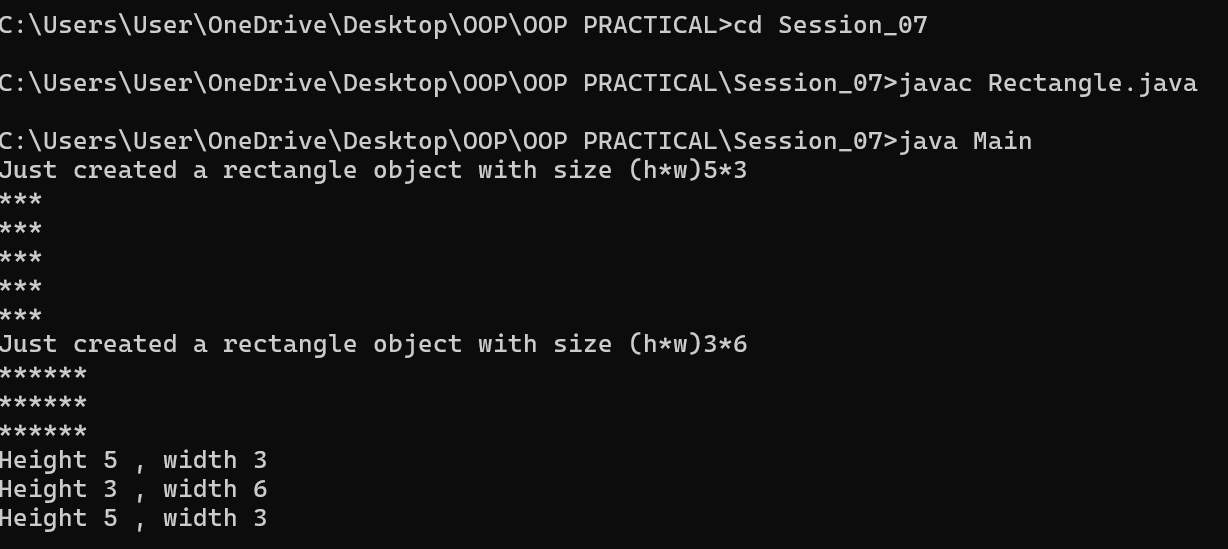 C:\Users\User\OneDrive\Desktop\OOP\OOP PRACTICAL>cd Session_07
C:\Users\User\OneDrive\Desktop\OOP\OOP PRACTICAL\Session_07>javac Rectangle.java
C:\Users\User\OneDrive\Desktop\OOP\OOP PRACTICAL\Session_07>java Main
Just created a rectangle object with size (h*w)5*3
***
***
***
***
***
Just created a rectangle object with size (h*w)3*6
******
******
******
Height 5 , width 3
Height 3 , width 6
Height 5 , width 3